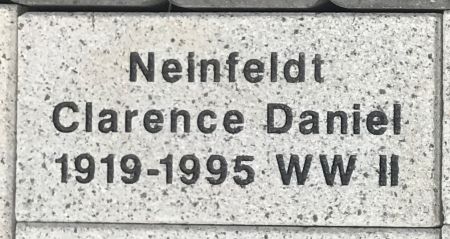 Neinfeldt
Clarence Daniel
1919-1995 WW II